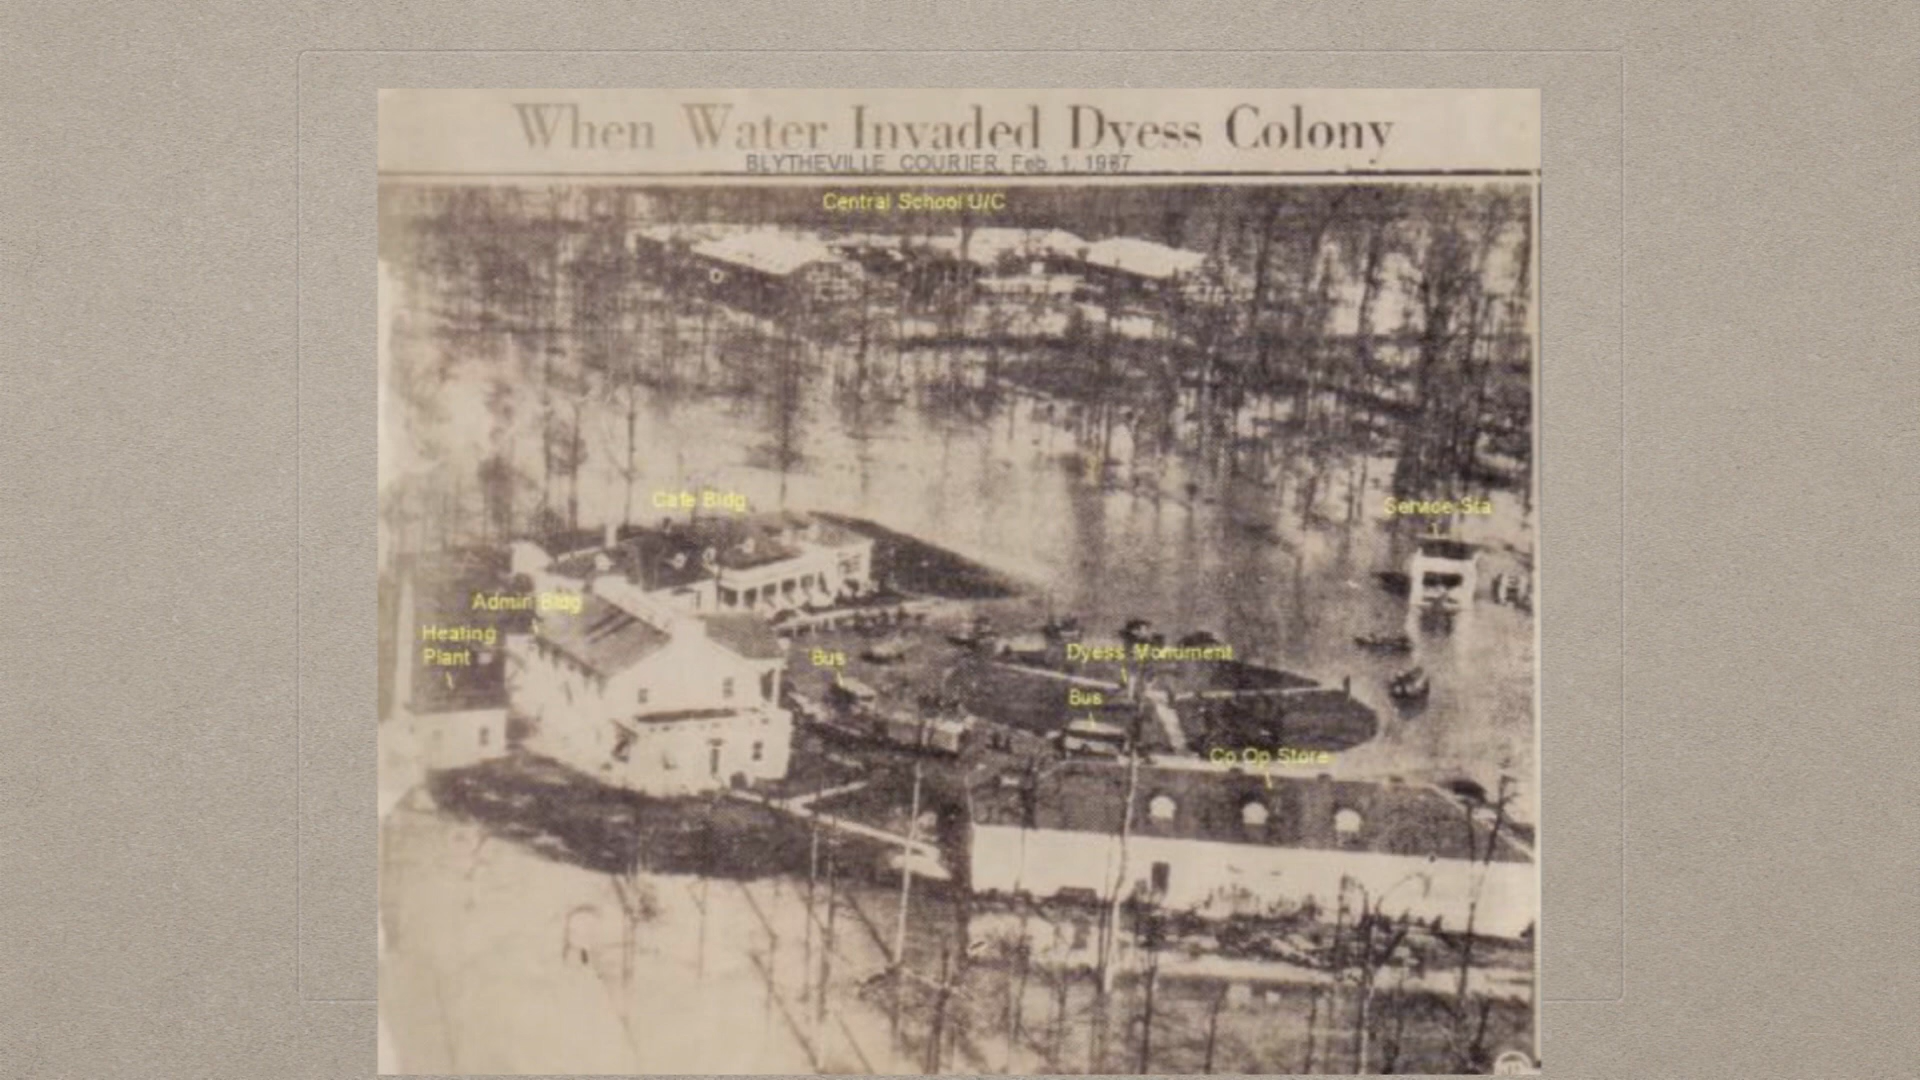 When Water Invaded Dyess Colony
BLYTHEVILLE COURIER, Feb. 1, 1987
Central School U/C
Cafe Bldg
Service Sta
Admin Bldg
Heating
Plant
Bus
Dyess Monument
Bus
Co Op Store